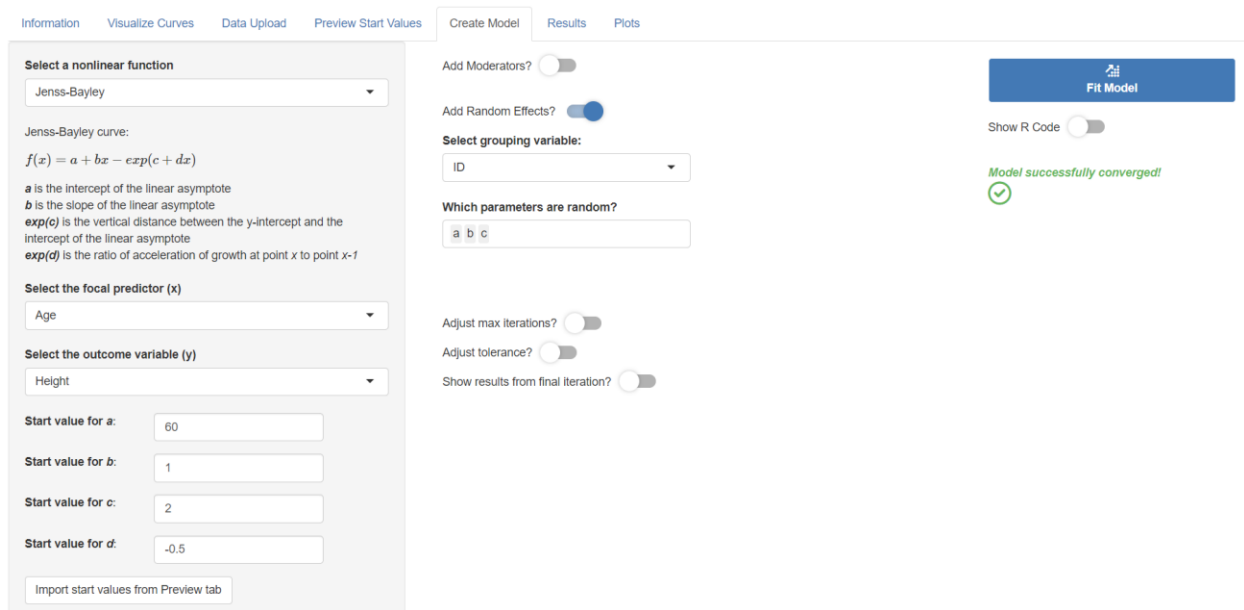 Information Visualize Curves Data Upload Preview Start Values Create Model Results Plots
Select a nonlinear function
Jenss-Bayley
Jenss-Bayley curve:
f(x) = a + bx − exp(c + dx)
a is the intercept of the linear asymptote
b is the slope of the linear asymptote
exp(c) is the vertical distance between the y-intercept and the
intercept of the linear asymptote
exp(d) is the ratio of acceleration of growth at point x to point x-1
Select the focal predictor (x)
Age
Select the outcome variable (y)
Height
Start value for a:
60
Start value for b:
1
Start value for c:
2
Start value for d:
-0.5
Import start values from Preview tab
Add Moderators?
Add Random Effects?
Select grouping variable:
ID
Which parameters are random?
a b c
Adjust max iterations?
Adjust tolerance?
Show results from final iteration?
Fit Model
Show R Code
Model successfully converged!